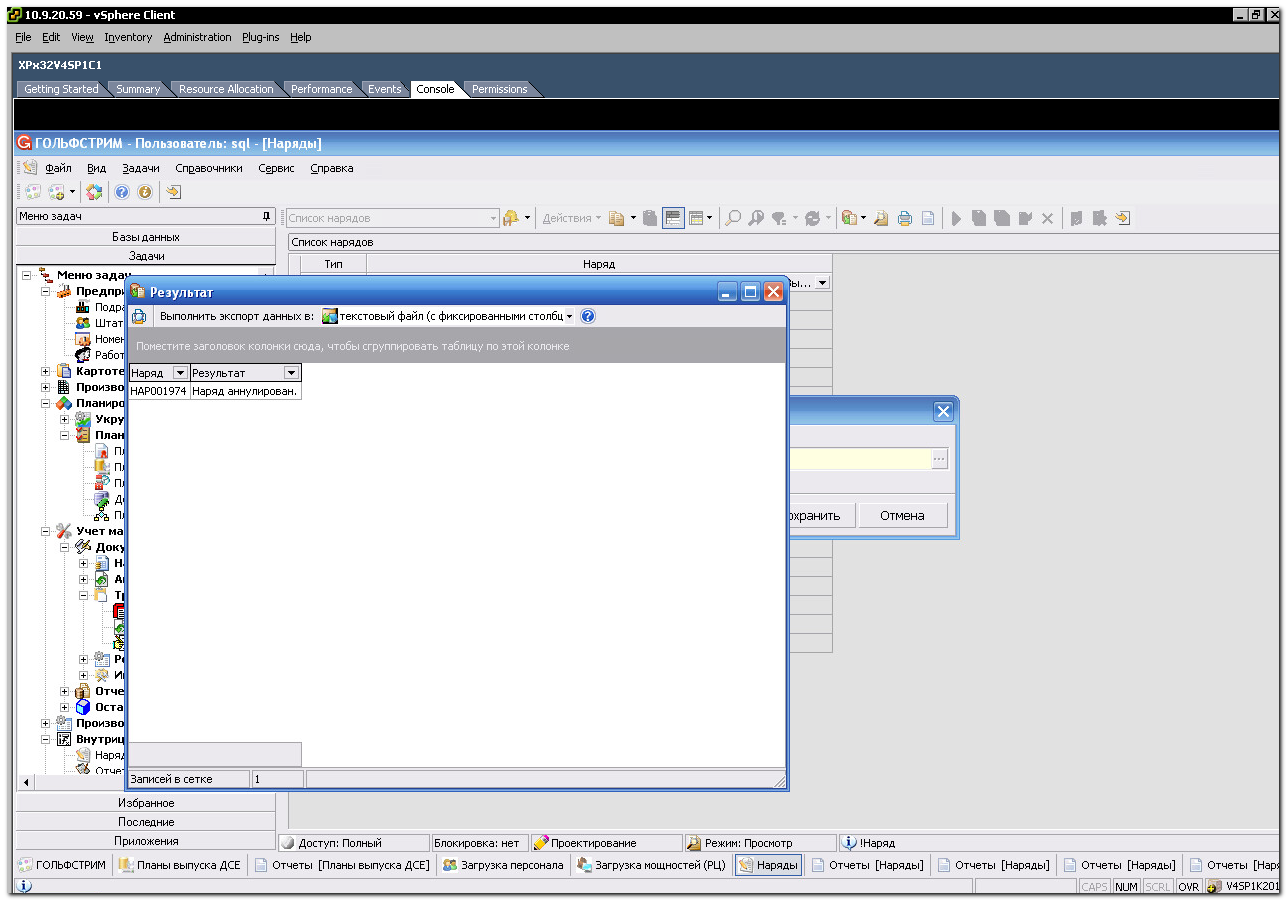 10.9.20.59 - vSphere Client
File Edit View Inventory Administration Plug-ins Help
XPx32V4SP1C1
Getting Started Summary Resource Allocation Performance Events Console Permissions
ГОЛЬФСТРИМ - Пользователь: sql - [Наряды]
Файл Вид Задачи Справочники Сервис Справка
Меню задач
Список нарядов
Действия
Базы данных
Задачи
Список нарядов
Тип Наряд
Меню задач
Предпр
Подра
Штат
Номен
Работ
Картоте
Произво
Планиро
Укру
План
Пл
Пл
Пл
Де
Пл
Учет ма
Доку
На
Ак
Тр
Ре
Ин
Отче
Оста
Произво
Внутриц
Наряд
Отчет
Результат
Выполнить экспорт данных в: текстовый файл (с фиксированными столбц
Поместите заголовок колонки сюда, чтобы сгруппировать таблицу по этой колонке
Наряд Результат
НАР001974 Наряд аннулирован.
Записей в сетке 1
ы...
...
охранить Отмена
Избранное
Последние
Приложения
Доступ: Полный Блокировка: нет Проектирование Режим: Просмотр !Наряд
ГОЛЬФСТРИМ Планы выпуска ДСЕ Отчеты [Планы выпуска ДСЕ] Загрузка персонала Загрузка мощностей (РЦ) Наряды Отчеты [Наряды] Отчеты [Наряды] Отчеты [Наряды] Отчеты [Наря
CAPS NUM SCRL OVR V4SP1K201